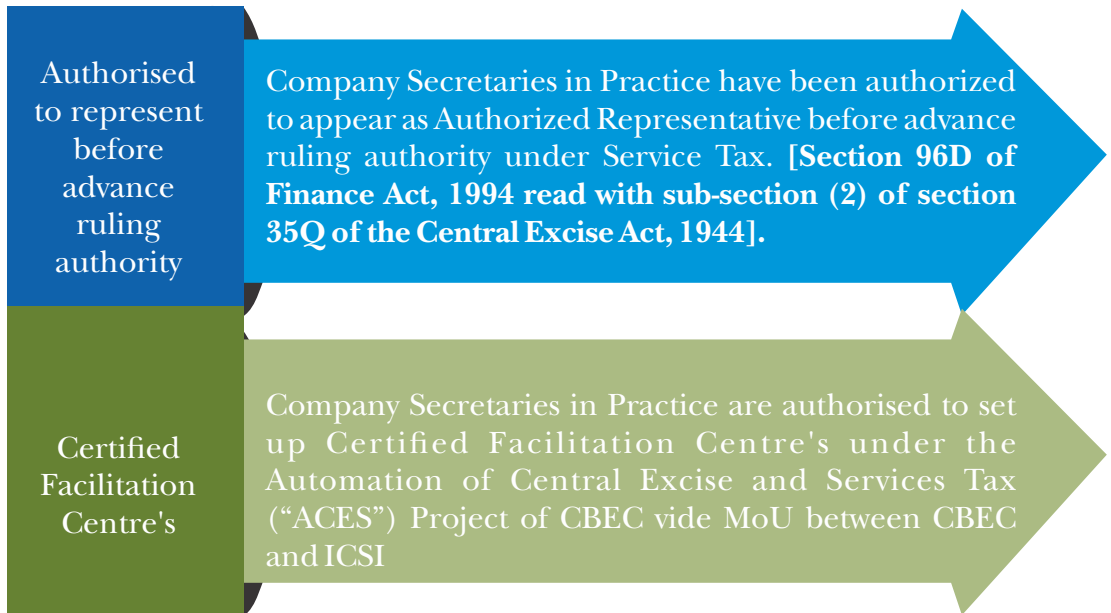 Authorised
to represent
before
advance
ruling
authority
Company Secretaries in Practice have been authorized
to appear as Authorized Representative before advance
ruling authority under Service Tax. [Section 96D of
Finance Act, 1994 read with sub-section (2) of section
35Q of the Central Excise Act, 1944].
Certified
Facilitation
Centre's
Company Secretaries in Practice are authorised to set
up Certified Facilitation Centre's under the
Automation of Central Excise and Services Tax
(“ACES”) Project of CBEC vide MoU between CBEC
and ICSI